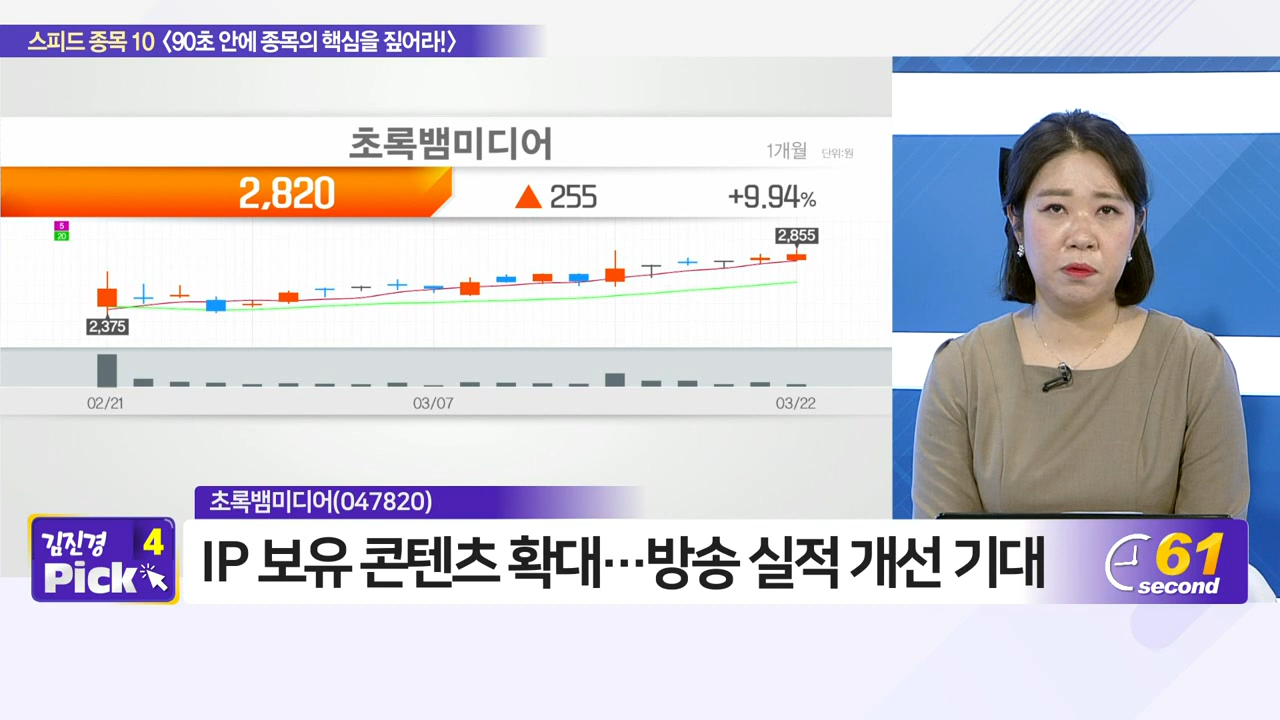 스피드 종목 10 〈90초 안에 종목의 핵심을 짚어라!〉
초록뱀미디어
1개월 단위:원
2,820 ▲ 255 +9.94%
5
20
2,855
2,375
02/21 03/07 03/22
초록뱀미디어(047820)
김진경 4
Pick
IP 보유 콘텐츠 확대…방송 실적 개선 기대
61
second